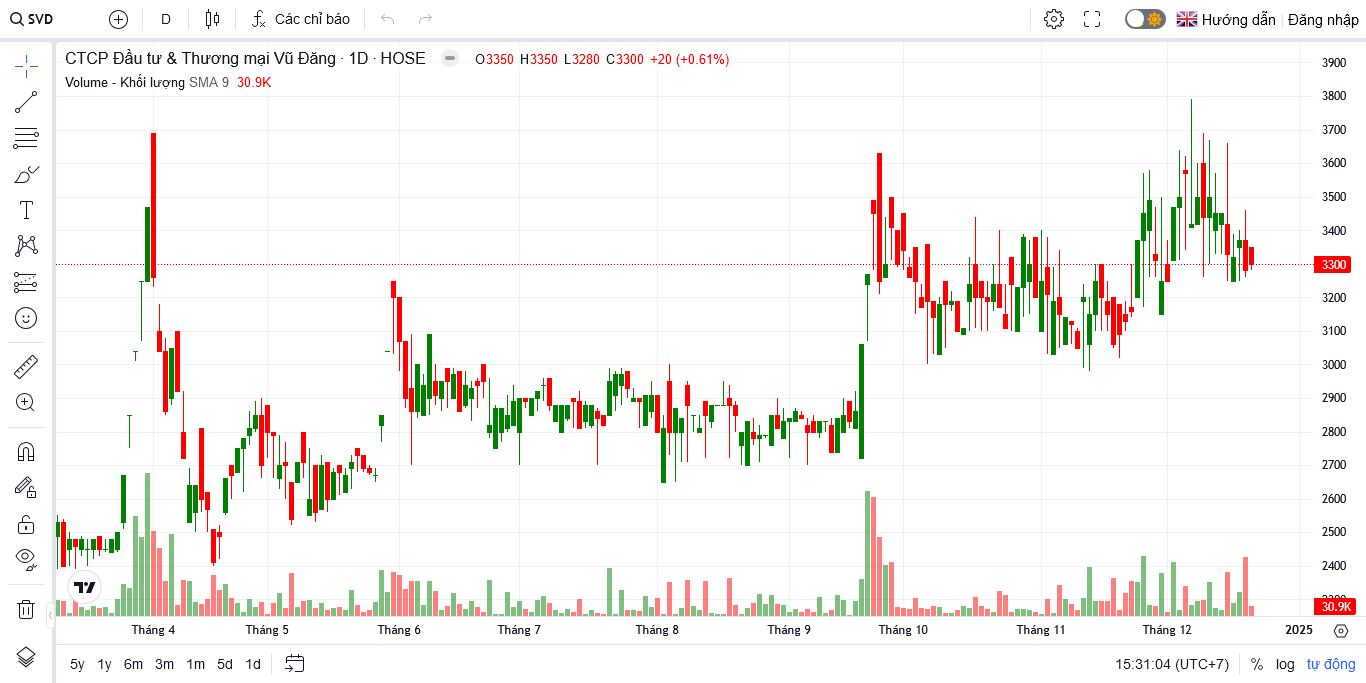 SVD D Các chỉ báo Hướng dẫn Đăng nhập
CTCP Đầu tư & Thương mại Vũ Đăng · 1D · HOSE O3350 H3350 L3280 C3300 +20 (+0.61%)
Volume - Khối lượng SMA 9 30.9K
3900
3800
3700
3600
3500
3400
3300
3200
3100
3000
2900
2800
2700
2600
2500
2400
30.9K
Tháng 4 Tháng 5 Tháng 6 Tháng 7 Tháng 8 Tháng 9 Tháng 10 Tháng 11 Tháng 12 2025
5y 1y 6m 3m 1m 5d 1d 15:31:04 (UTC+7) % log tự động